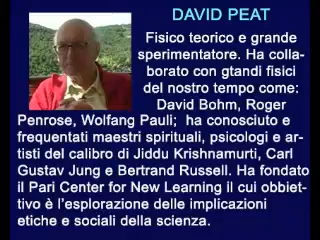 DAVID PEAT
Fisico teorico e grande
sperimentatore. Ha colla-
borato con gtandi fisici
del nostro tempo come:
David Bohm, Roger
Penrose, Wolfang Pauli;  ha conosciuto e
frequentati maestri spirituali, psicologi e ar-
tisti del calibro di Jiddu Krishnamurti, Carl
Gustav Jung e Bertrand Russell. Ha fondato
il Pari Center for New Learning il cui obbiet-
tivo è l'esplorazione delle implicazioni
etiche e sociali della scienza.